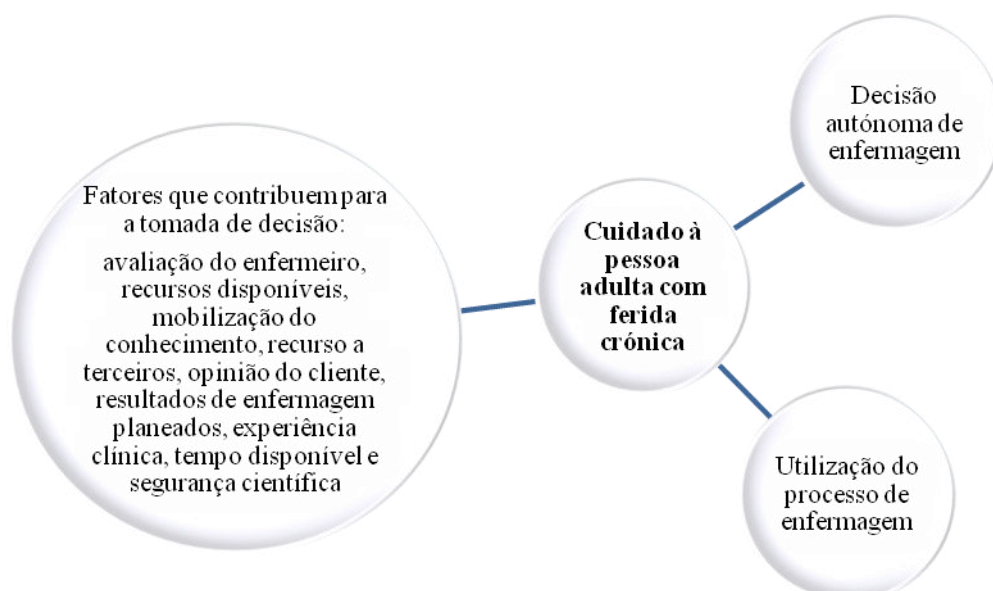 Fatores que contribuem para
a tomada de decisão:
avaliação do enfermeiro,
recursos disponíveis,
mobilização do
conhecimento, recurso a
terceiros, opinião do cliente,
resultados de enfermagem
planeados, experiência
clínica, tempo disponível e
segurança científica
Cuidado à
pessoa
adulta com
ferida
crónica
Decisão
autónoma de
enfermagem
Utilização do
processo de
enfermagem